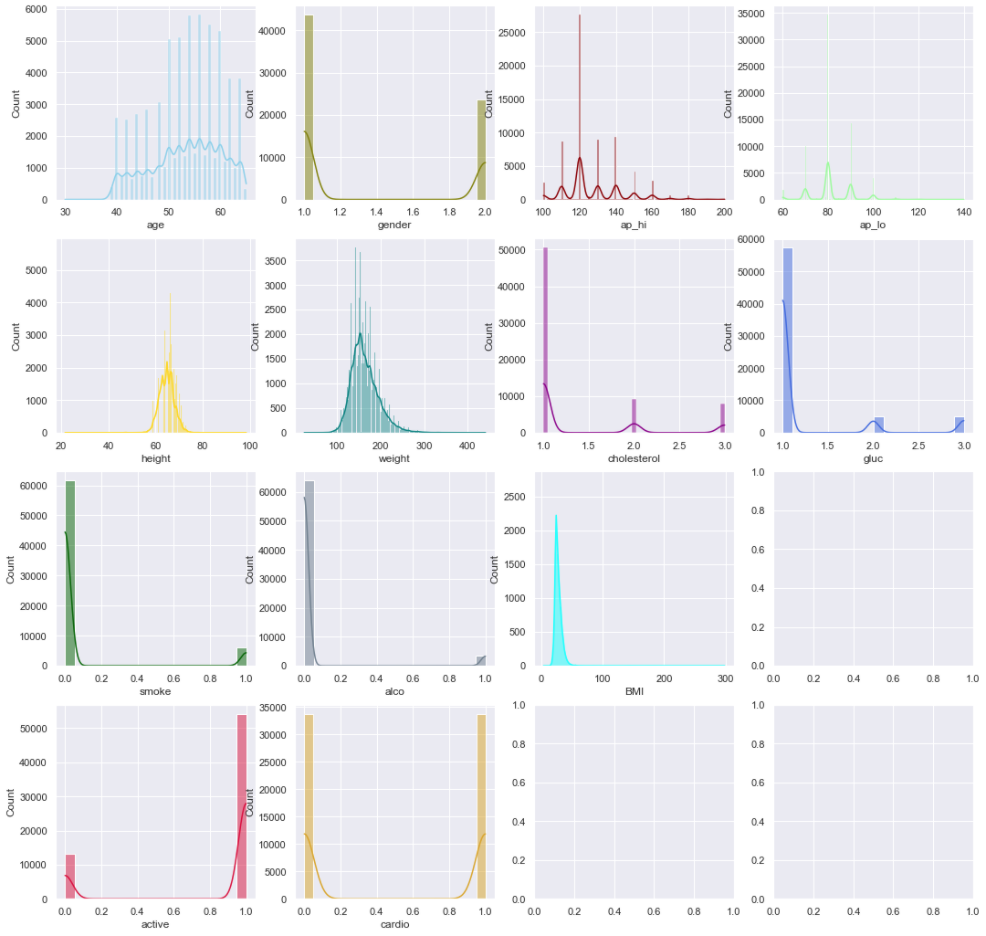 6000
5000
4000
3000
2000
1000
0
30 40 50 60
age
Count
40000
30000
20000
10000
0
1.0 1.2 1.4 1.6 1.8 2.0
gender
Count
25000
20000
15000
10000
5000
0
100 120 140 160 180 200
ap_hi
Count
35000
30000
25000
20000
15000
10000
5000
0
60 80 100 120 140
ap_lo
Count
5000
4000
3000
2000
1000
0
20 40 60 80 100
height
Count
3500
3000
2500
2000
1500
1000
500
0
100 200 300 400
weight
Count
50000
40000
30000
20000
10000
0
1.0 1.5 2.0 2.5 3.0
cholesterol
Count
60000
50000
40000
30000
20000
10000
0
1.0 1.5 2.0 2.5 3.0
gluc
Count
60000
50000
40000
30000
20000
10000
0
0.0 0.2 0.4 0.6 0.8 1.0
smoke
Count
60000
50000
40000
30000
20000
10000
0
0.0 0.2 0.4 0.6 0.8 1.0
alco
Count
2500
2000
1500
1000
500
0
0 100 200 300
BMI
1.0
0.8
0.6
0.4
0.2
0.0
0.0 0.2 0.4 0.6 0.8 1.0
Count
50000
40000
30000
20000
10000
0
0.0 0.2 0.4 0.6 0.8 1.0
active
Count
35000
30000
25000
20000
15000
10000
5000
0
0.0 0.2 0.4 0.6 0.8 1.0
cardio
1.0
0.8
0.6
0.4
0.2
0.0
0.0 0.2 0.4 0.6 0.8 1.0
1.0
0.8
0.6
0.4
0.2
0.0
0.0 0.2 0.4 0.6 0.8 1.0